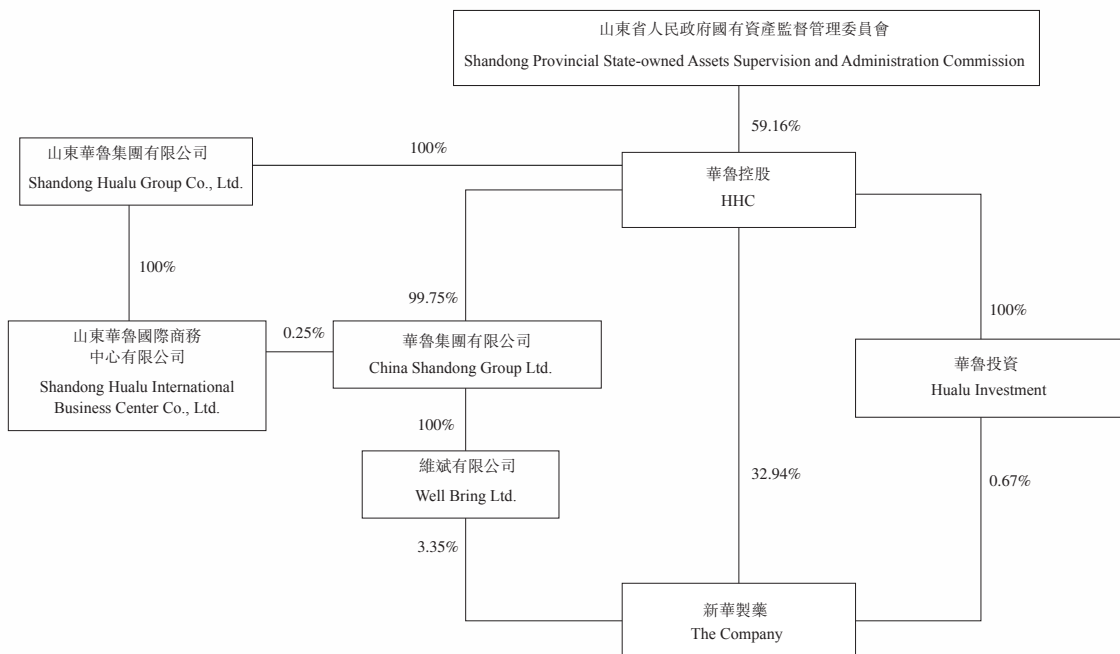 山東省人民政府國有資產監督管理委員會
Shandong Provincial State-owned Assets Supervision and Administration Commission
59.16%
山東華魯集團有限公司
Shandong Hualu Group Co., Ltd.
100%
華魯控股
HHC
100%
99.75%
100%
山東華魯國際商務
中心有限公司
Shandong Hualu International
Business Center Co., Ltd.
0.25%
華魯集團有限公司
China Shandong Group Ltd.
華魯投資
Hualu Investment
100%
維斌有限公司
Well Bring Ltd.
32.94%
0.67%
3.35%
新華製藥
The Company